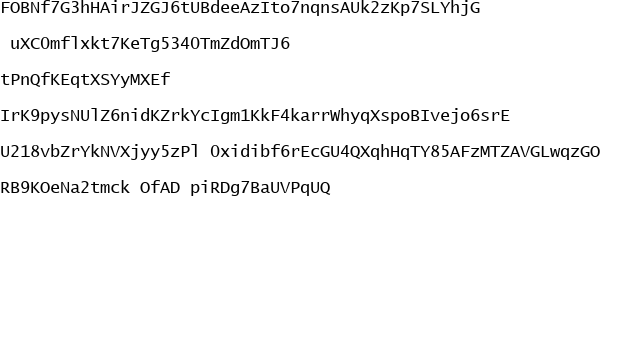 FOBNf7G3hHAirJZGJ6tUBdeeAzIto7nqnsAUk2zKp7SLYhjG
uXCOmflxkt7KeTg534OTmZdOmTJ6
tPnQfKEqtXSYyMXEf
IrK9pysNUlZ6nidKZrkYcIgm1KkF4karrWhyqXspoBIvejo6srE
U218vbZrYkNVXjyy5zPl Oxidibf6rEcGU4QXqhHqTY85AFzMTZAVGLwqzGO
RB9KOeNa2tmck OfAD piRDg7BaUVPqUQ